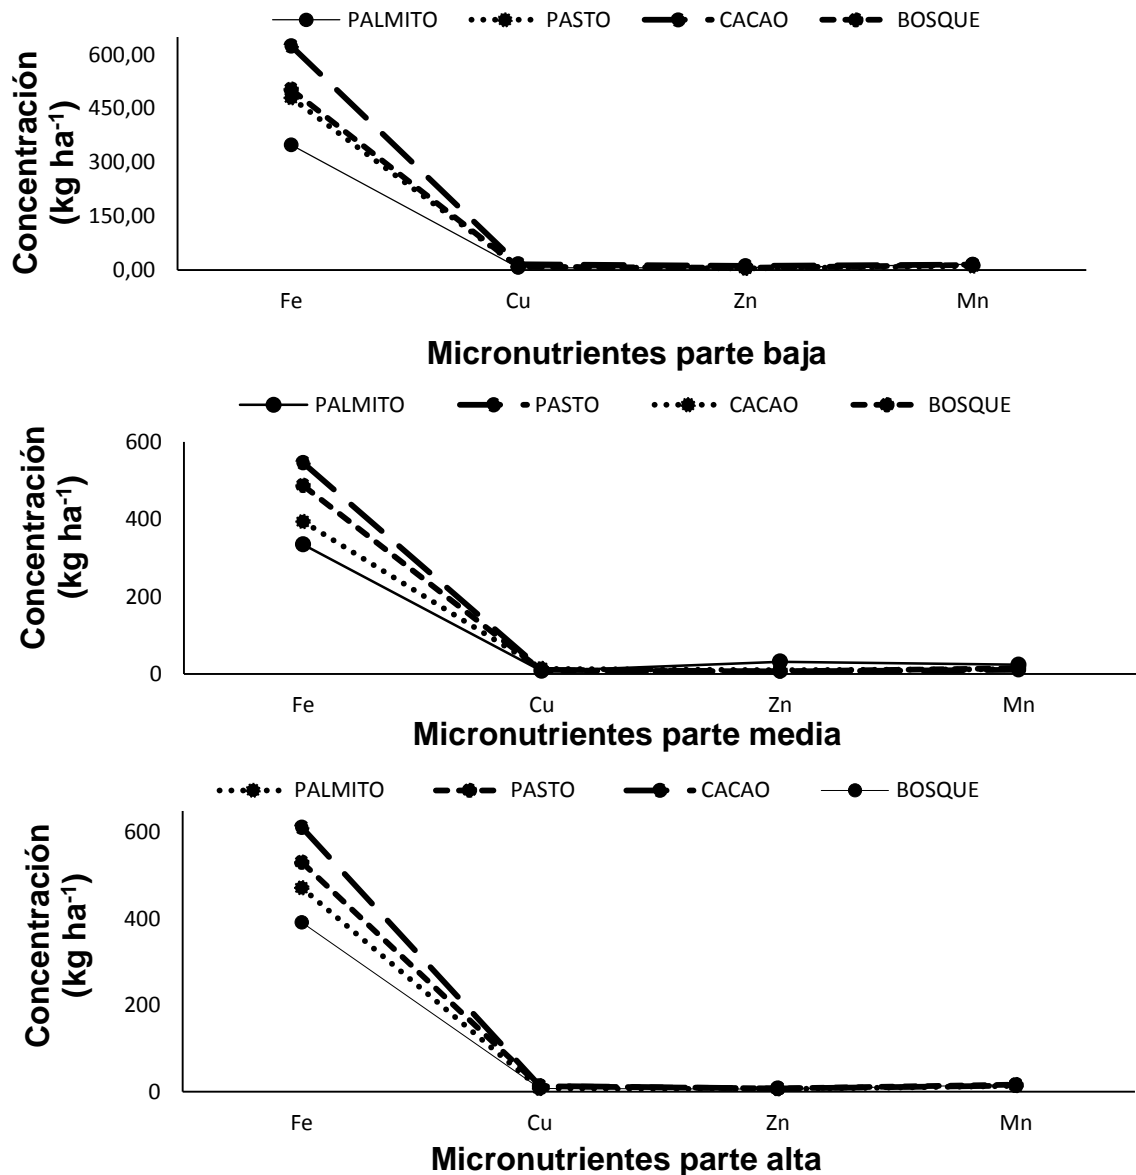 PALMITO PASTO CACAO BOSQUE
Concentración
(kg ha-1)
600,00
450,00
300,00
150,00
0,00
Fe Cu Zn Mn
Micronutrientes parte baja
PALMITO PASTO CACAO BOSQUE
Concentración
(kg ha-1)
600
400
200
0
Fe Cu Zn Mn
Micronutrientes parte media
PALMITO PASTO CACAO BOSQUE
Concentración
(kg ha-1)
600
400
200
0
Fe Cu Zn Mn
Micronutrientes parte alta